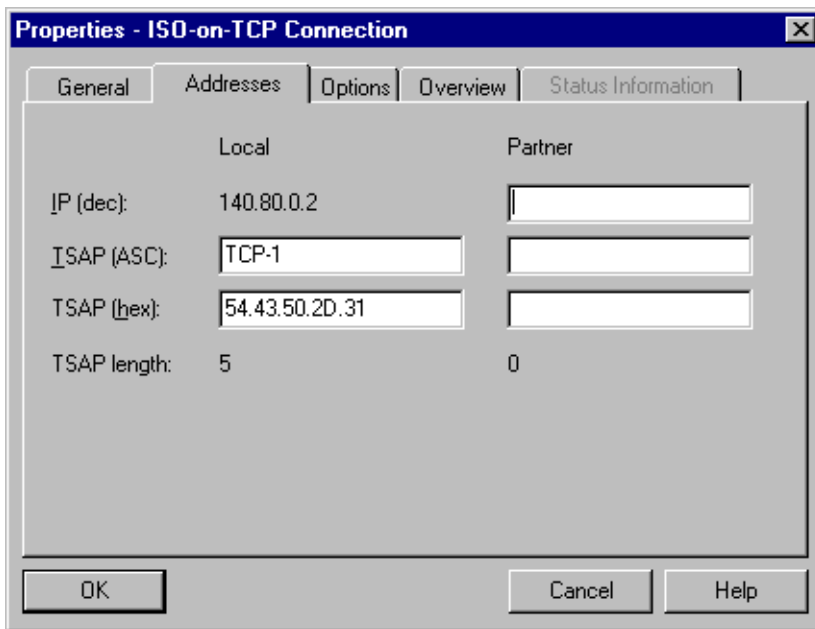 Properties - ISO-on-TCP Connection
General Addresses Options Overview Status Information
Local Partner
IP (dec): 140.80.0.2
TSAP (ASC): TCP-1
TSAP (hex): 54.43.50.2D.31
TSAP length: 5 0
OK Cancel Help